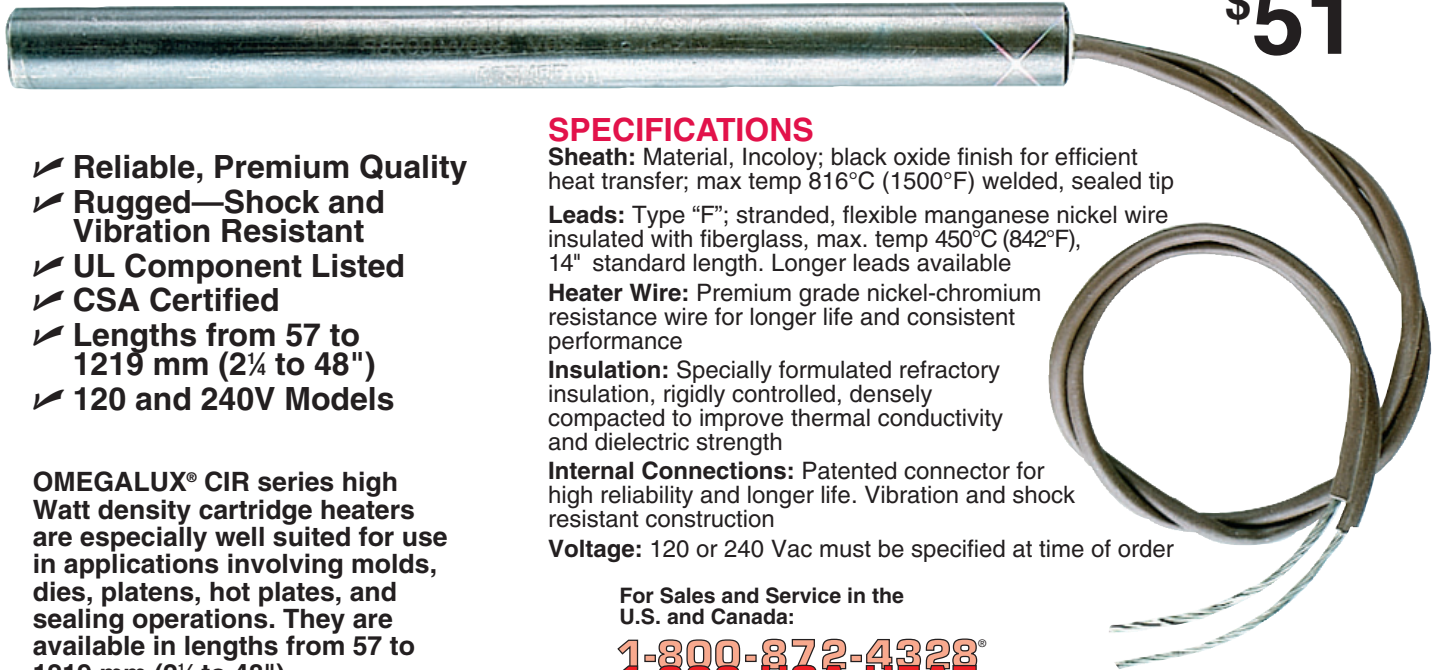 $51
✓ Reliable, Premium Quality
✓ Rugged—Shock and
Vibration Resistant
✓ UL Component Listed
✓ CSA Certified
✓ Lengths from 57 to
1219 mm (2¼ to 48")
✓ 120 and 240V Models
OMEGALUX® CIR series high
Watt density cartridge heaters
are especially well suited for use
in applications involving molds,
dies, platens, hot plates, and
sealing operations. They are
available in lengths from 57 to
1219 mm (2¼ to 48")
SPECIFICATIONS
Sheath: Material, Incoloy; black oxide finish for efficient
heat transfer; max temp 816°C (1500°F) welded, sealed tip
Leads: Type “F”; stranded, flexible manganese nickel wire
insulated with fiberglass, max. temp 450°C (842°F),
14" standard length. Longer leads available
Heater Wire: Premium grade nickel-chromium
resistance wire for longer life and consistent
performance
Insulation: Specially formulated refractory
insulation, rigidly controlled, densely
compacted to improve thermal conductivity
and dielectric strength
Internal Connections: Patented connector for
high reliability and longer life. Vibration and shock
resistant construction
Voltage: 120 or 240 Vac must be specified at time of order
For Sales and Service in the
U.S. and Canada:
1-800-872-4328®